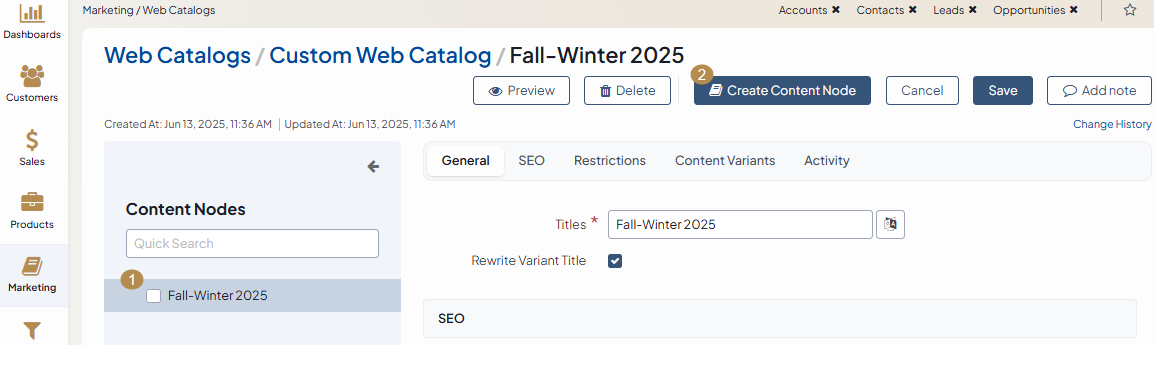 Dashboards
Customers
Sales
Products
Marketing
Marketing / Web Catalogs
Accounts ✖ Contacts ✖ Leads ✖ Opportunities ✖
Web Catalogs / Custom Web Catalog / Fall-Winter 2025
Preview Delete 2 Create Content Node Cancel Save Add note
Created At: Jun 13, 2025, 11:36 AM | Updated At: Jun 13, 2025, 11:36 AM Change History
Content Nodes
Quick Search
1
Fall-Winter 2025
General SEO Restrictions Content Variants Activity
Titles * Fall-Winter 2025
Rewrite Variant Title
SEO